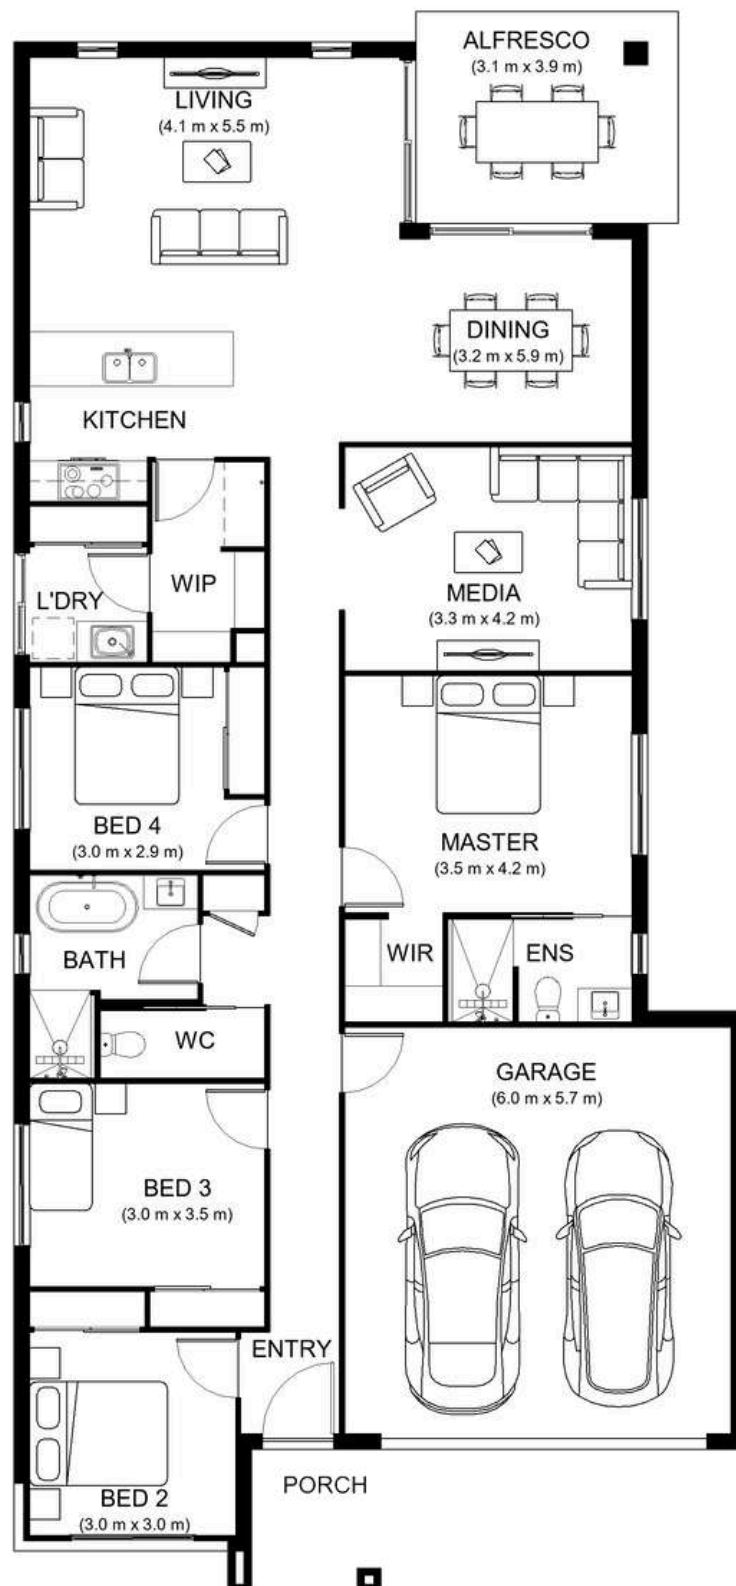 ALFRESCO
(3.1 m x 3.9 m)
LIVING
(4.1 m x 5.5 m)
DINING
(3.2 m x 5.9 m)
KITCHEN
WIP
L'DRY
MEDIA
(3.3 m x 4.2 m)
BED 4
(3.0 m x 2.9 m)
MASTER
(3.5 m x 4.2 m)
BATH
WIR
ENS
WC
GARAGE
(6.0 m x 5.7 m)
BED 3
(3.0 m x 3.5 m)
ENTRY
PORCH
BED 2
(3.0 m x 3.0 m)